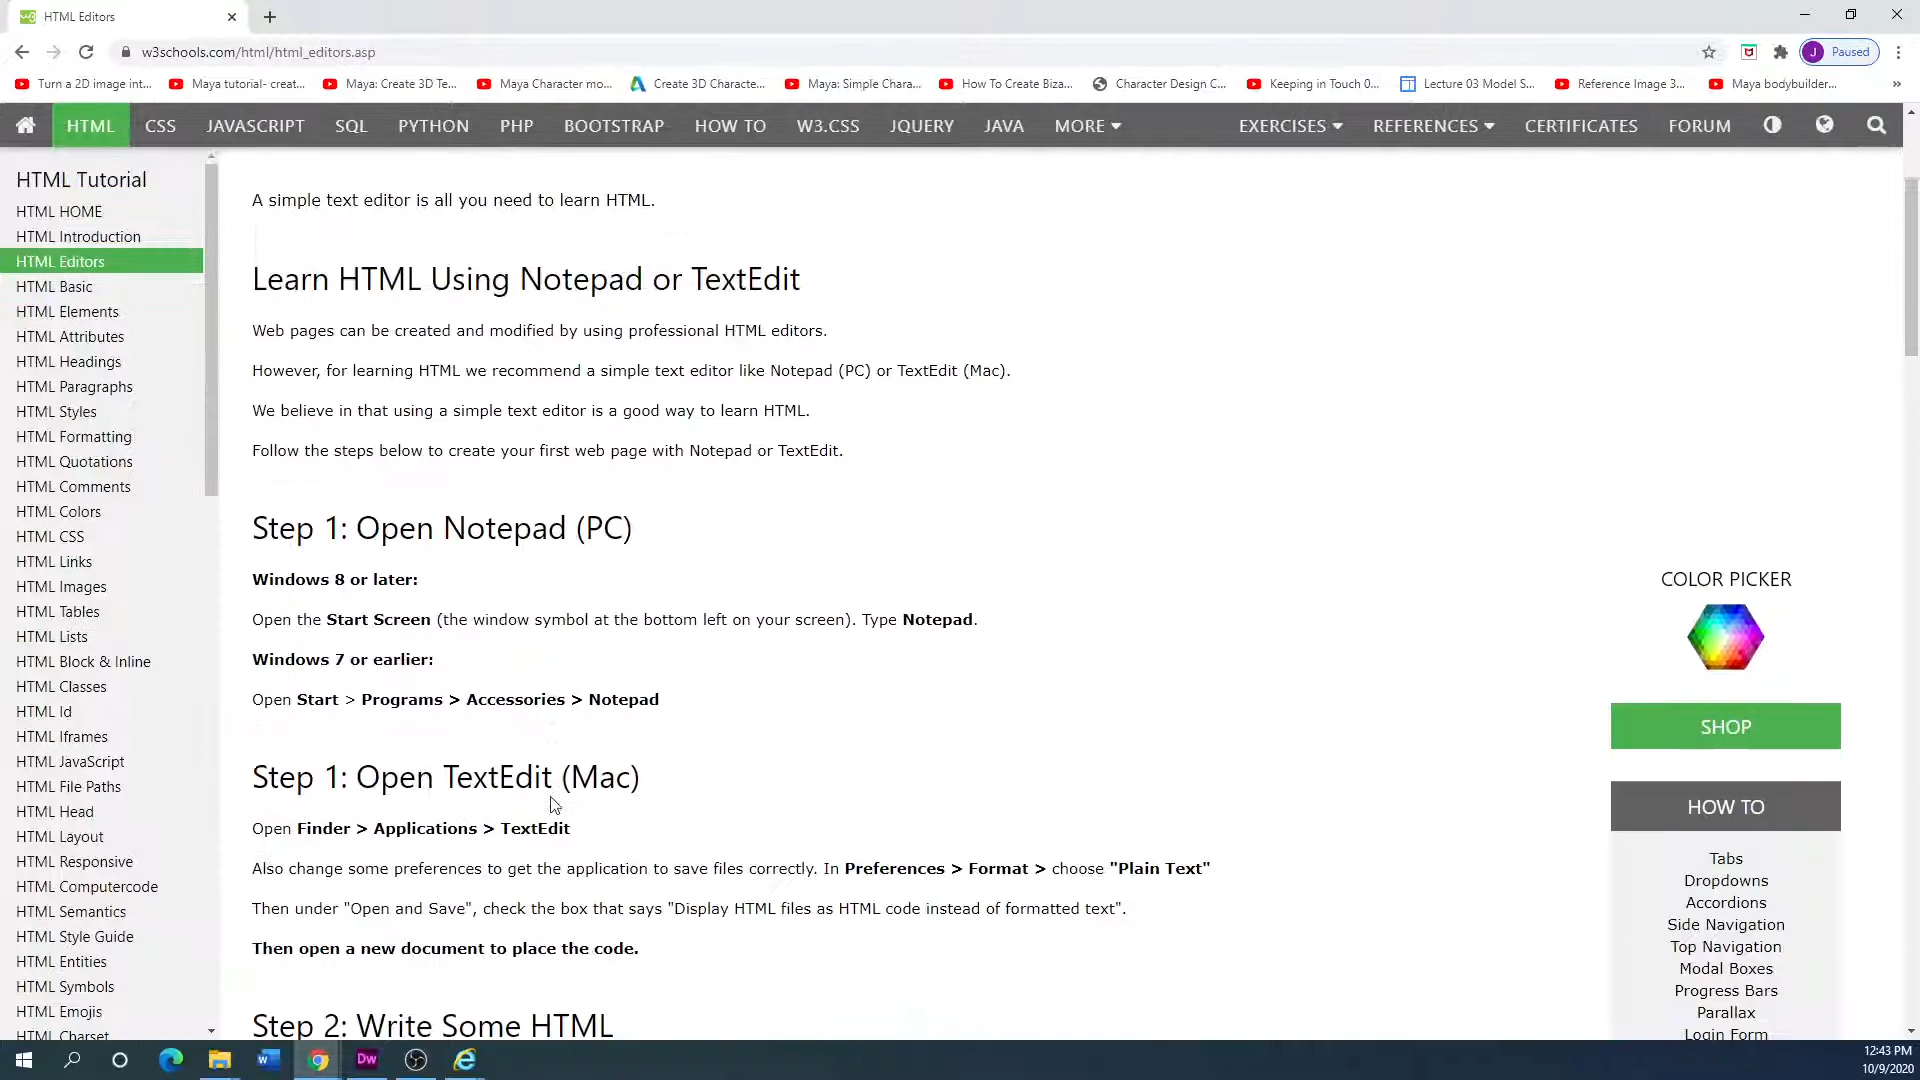 HTML Editors
w3schools.com/html/html_editors.asp
J Paused
Turn a 2D image int...
Maya tutorial- creat...
Maya: Create 3D Te...
Maya Character mo...
Create 3D Characte...
Maya: Simple Chara...
How To Create Biza...
Character Design C...
Keeping in Touch 0...
Lecture 03 Model S...
Reference Image 3...
Maya bodybuilder...
HTML CSS JAVASCRIPT SQL PYTHON PHP BOOTSTRAP HOW TO W3.CSS JQUERY JAVA MORE EXERCISES REFERENCES CERTIFICATES FORUM
HTML Tutorial
HTML HOME
HTML Introduction
HTML Editors
HTML Basic
HTML Elements
HTML Attributes
HTML Headings
HTML Paragraphs
HTML Styles
HTML Formatting
HTML Quotations
HTML Comments
HTML Colors
HTML CSS
HTML Links
HTML Images
HTML Tables
HTML Lists
HTML Block & Inline
HTML Classes
HTML Id
HTML Iframes
HTML JavaScript
HTML File Paths
HTML Head
HTML Layout
HTML Responsive
HTML Computercode
HTML Semantics
HTML Style Guide
HTML Entities
HTML Symbols
HTML Emojis
HTML Charset
A simple text editor is all you need to learn HTML.
Learn HTML Using Notepad or TextEdit
Web pages can be created and modified by using professional HTML editors.
However, for learning HTML we recommend a simple text editor like Notepad (PC) or TextEdit (Mac).
We believe in that using a simple text editor is a good way to learn HTML.
Follow the steps below to create your first web page with Notepad or TextEdit.
Step 1: Open Notepad (PC)
Windows 8 or later:
Open the Start Screen (the window symbol at the bottom left on your screen). Type Notepad.
Windows 7 or earlier:
Open Start > Programs > Accessories > Notepad
Step 1: Open TextEdit (Mac)
Open Finder > Applications > TextEdit
Also change some preferences to get the application to save files correctly. In Preferences > Format > choose "Plain Text"
Then under "Open and Save", check the box that says "Display HTML files as HTML code instead of formatted text".
Then open a new document to place the code.
Step 2: Write Some HTML
COLOR PICKER
SHOP
HOW TO
Tabs
Dropdowns
Accordions
Side Navigation
Top Navigation
Modal Boxes
Progress Bars
Parallax
Login Form
Dw
12:43 PM
10/9/2020